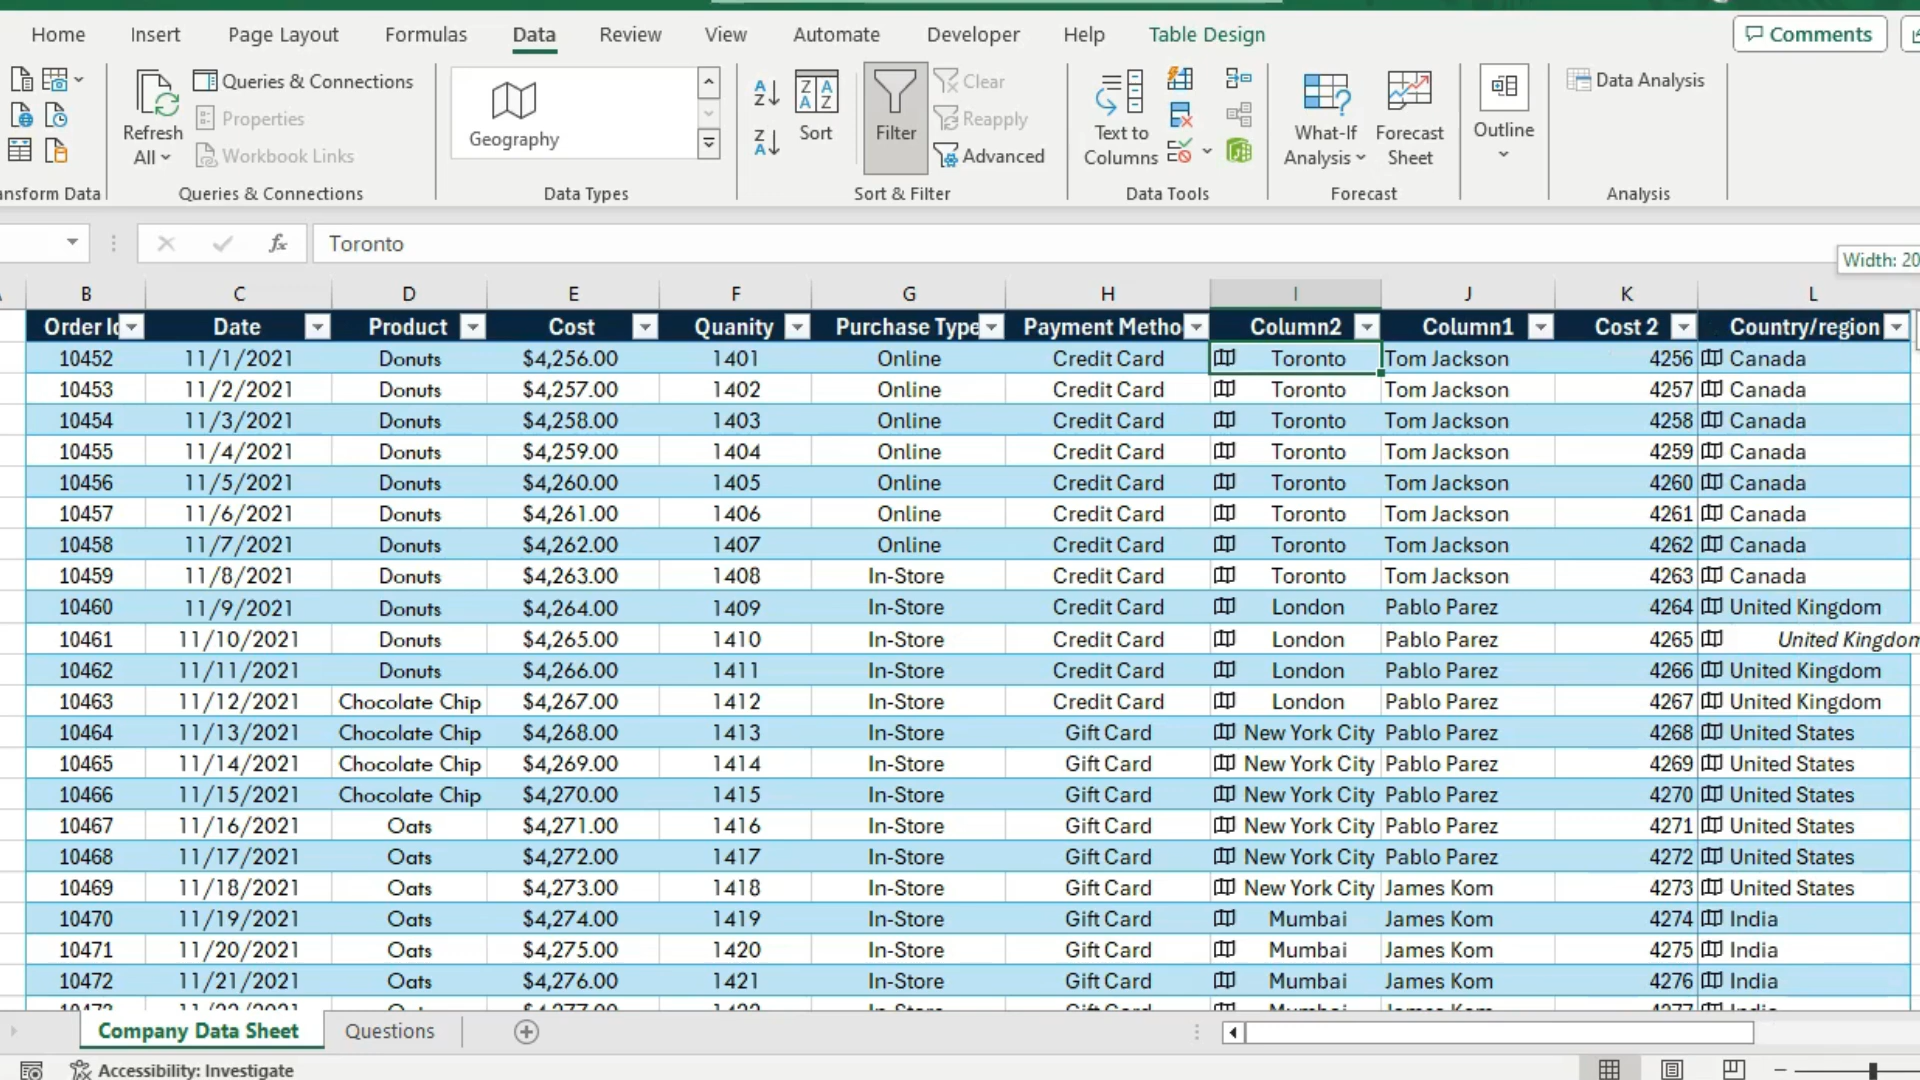 Home Insert Page Layout Formulas Data Review View Automate Developer Help Table Design Comments
Queries & Connections
Properties
Workbook Links
Refresh
All
Geography
Sort
Filter
Clear
Reapply
Advanced
Text to
Columns
What-If
Analysis
Forecast
Sheet
Outline
Data Analysis
ansform Data Queries & Connections Data Types Sort & Filter Data Tools Forecast Analysis
fx Toronto
Width: 20
B C D E F G H I J K L
Order Id Date Product Cost Quanity Purchase Type Payment Metho Column2 Column1 Cost 2 Country/region
10452 11/1/2021 Donuts $4,256.00 1401 Online Credit Card Toronto Tom Jackson 4256 Canada
10453 11/2/2021 Donuts $4,257.00 1402 Online Credit Card Toronto Tom Jackson 4257 Canada
10454 11/3/2021 Donuts $4,258.00 1403 Online Credit Card Toronto Tom Jackson 4258 Canada
10455 11/4/2021 Donuts $4,259.00 1404 Online Credit Card Toronto Tom Jackson 4259 Canada
10456 11/5/2021 Donuts $4,260.00 1405 Online Credit Card Toronto Tom Jackson 4260 Canada
10457 11/6/2021 Donuts $4,261.00 1406 Online Credit Card Toronto Tom Jackson 4261 Canada
10458 11/7/2021 Donuts $4,262.00 1407 Online Credit Card Toronto Tom Jackson 4262 Canada
10459 11/8/2021 Donuts $4,263.00 1408 In-Store Credit Card Toronto Tom Jackson 4263 Canada
10460 11/9/2021 Donuts $4,264.00 1409 In-Store Credit Card London Pablo Parez 4264 United Kingdom
10461 11/10/2021 Donuts $4,265.00 1410 In-Store Credit Card London Pablo Parez 4265 United Kingdom
10462 11/11/2021 Donuts $4,266.00 1411 In-Store Credit Card London Pablo Parez 4266 United Kingdom
10463 11/12/2021 Chocolate Chip $4,267.00 1412 In-Store Credit Card London Pablo Parez 4267 United Kingdom
10464 11/13/2021 Chocolate Chip $4,268.00 1413 In-Store Gift Card New York City Pablo Parez 4268 United States
10465 11/14/2021 Chocolate Chip $4,269.00 1414 In-Store Gift Card New York City Pablo Parez 4269 United States
10466 11/15/2021 Chocolate Chip $4,270.00 1415 In-Store Gift Card New York City Pablo Parez 4270 United States
10467 11/16/2021 Oats $4,271.00 1416 In-Store Gift Card New York City Pablo Parez 4271 United States
10468 11/17/2021 Oats $4,272.00 1417 In-Store Gift Card New York City Pablo Parez 4272 United States
10469 11/18/2021 Oats $4,273.00 1418 In-Store Gift Card New York City James Kom 4273 United States
10470 11/19/2021 Oats $4,274.00 1419 In-Store Gift Card Mumbai James Kom 4274 India
10471 11/20/2021 Oats $4,275.00 1420 In-Store Gift Card Mumbai James Kom 4275 India
10472 11/21/2021 Oats $4,276.00 1421 In-Store Gift Card Mumbai James Kom 4276 India
Company Data Sheet Questions
Accessibility: Investigate